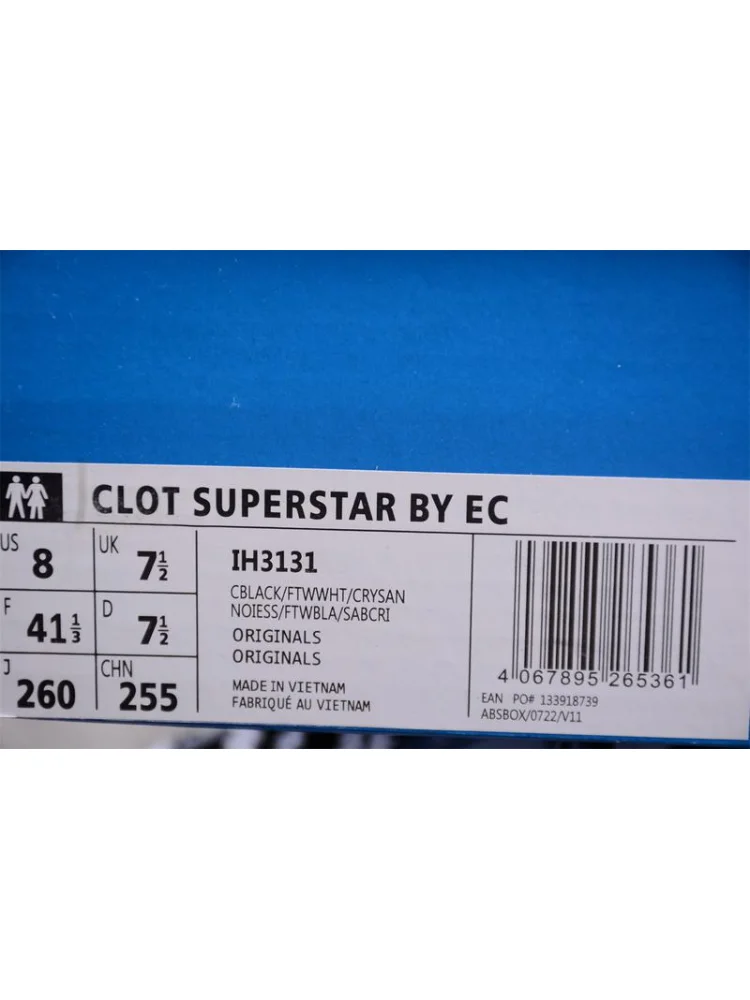 CLOT SUPERSTAR BY EC
US 8 UK 7½
F 41⅓ D 7½
J 260 CHN 255
IH3131
CBLACK/FTWWHT/CRYSAN
NOIESS/FTWBLA/SABCRI
ORIGINALS
ORIGINALS
MADE IN VIETNAM
FABRIQUÉ AU VIETNAM
4 067895 265361
EAN PO# 133918739
ABSBOX/0722/V11